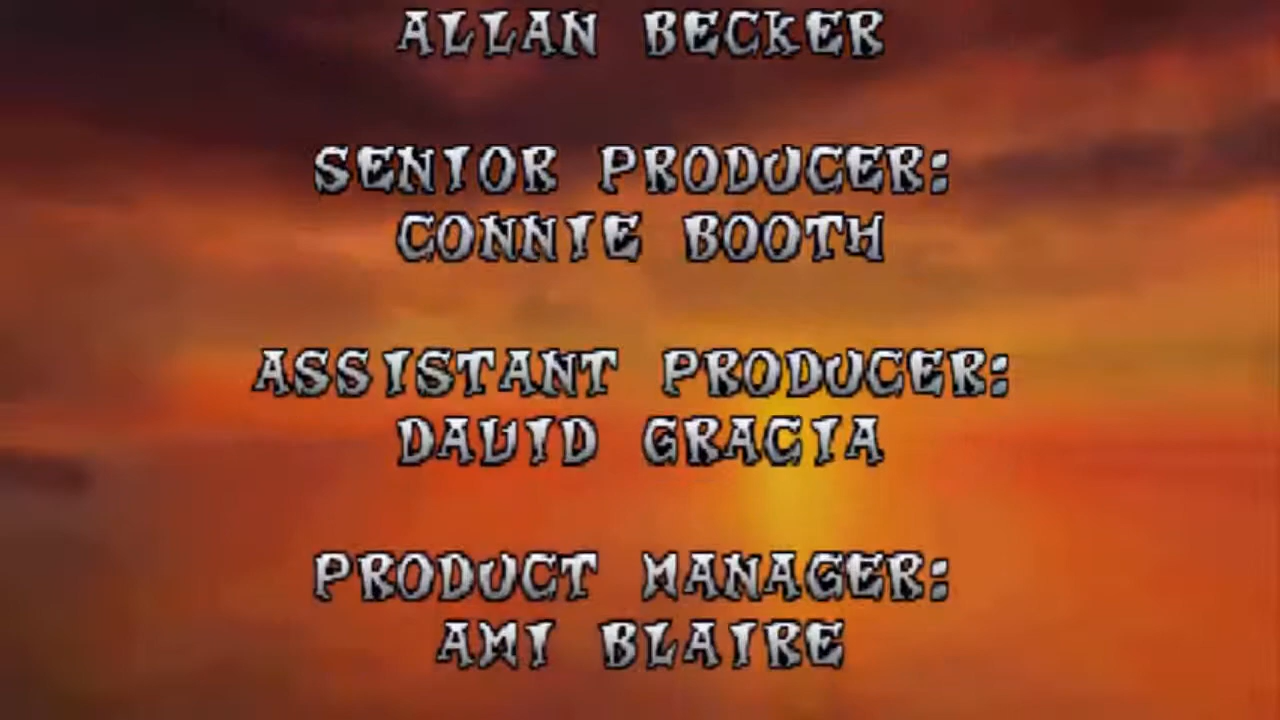 ALLAN BECKER
SENIOR PRODUCER:
CONNIE BOOTH
ASSISTANT PRODUCER:
DAVID GRACIA
PRODUCT MANAGER:
AMI BLAIRE